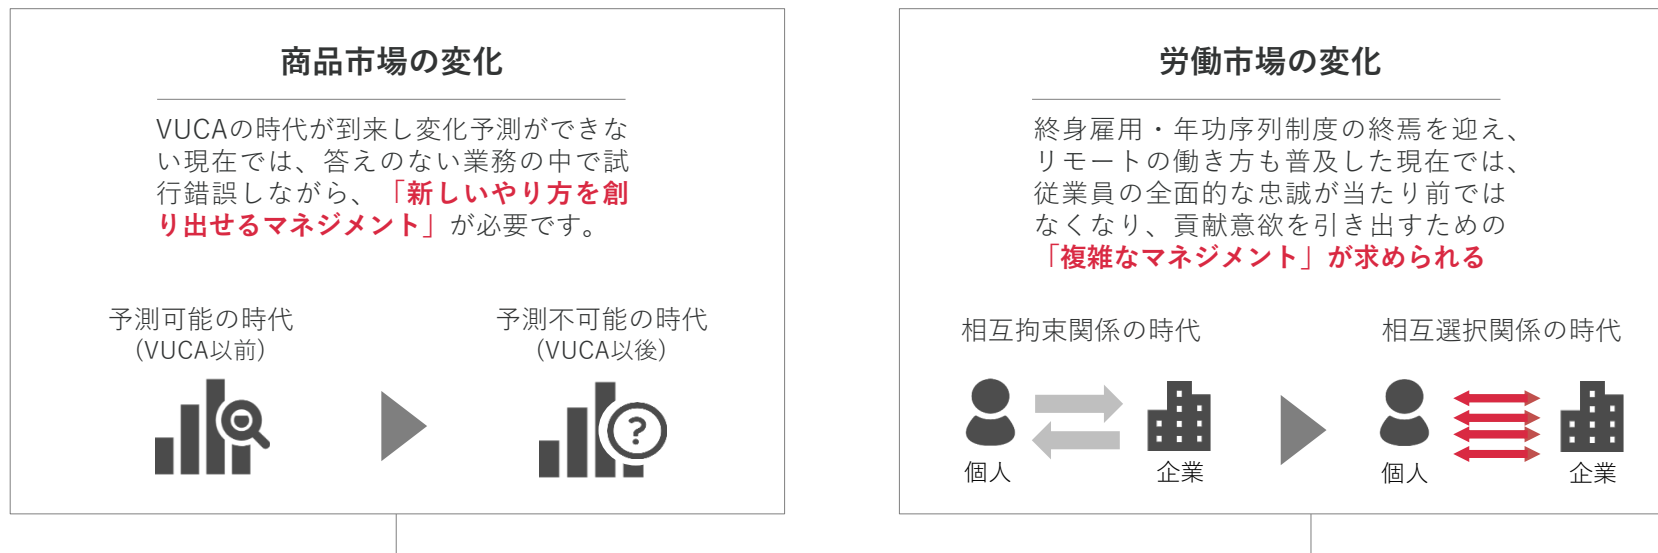 商品市場の変化
VUCAの時代が到来し変化予測ができな
い現在では、答えのない業務の中で試
行錯誤しながら、「新しいやり方を創
り出せるマネジメント」が必要です。
予測可能の時代
（VUCA以前）
予測不可能の時代
（VUCA以後）
?
労働市場の変化
終身雇用・年功序列制度の終焉を迎え、
リモートの働き方も普及した現在では、
従業員の全面的な忠誠が当たり前では
なくなり、貢献意欲を引き出すための
「複雑なマネジメント」が求められる
相互拘束関係の時代
個人
企業
相互選択関係の時代
個人
企業